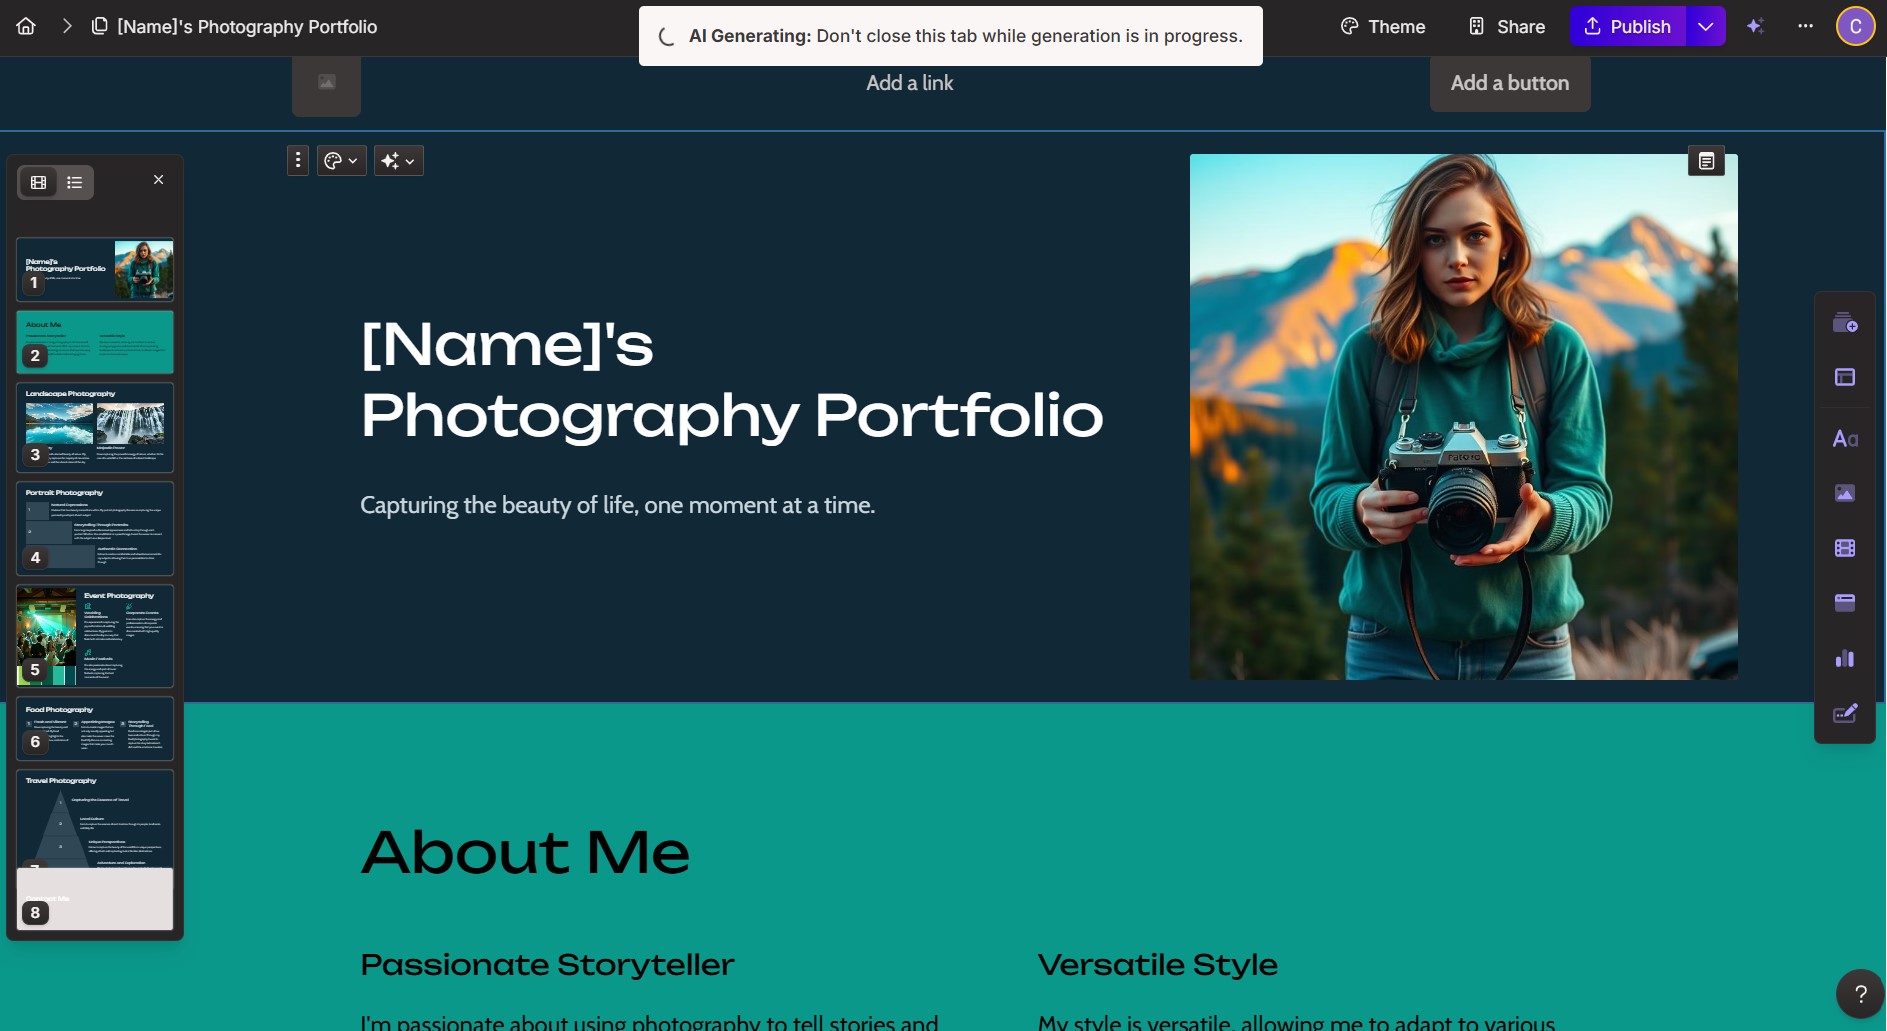 [Name]'s Photography Portfolio
AI Generating: Don't close this tab while generation is in progress.
Theme
Share
Publish
C
Add a link
Add a button
[Name]'s
Photography Portfolio
1
About Me
2
Landscape Photography
3
Portrait Photography
4
Event Photography
5
Food Photography
6
Travel Photography
8
[Name]'s
Photography Portfolio
Capturing the beauty of life, one moment at a time.
Aa
About Me
Passionate Storyteller
Versatile Style
I'm passionate about using photography to tell stories and
My style is versatile, allowing me to adapt to various
?